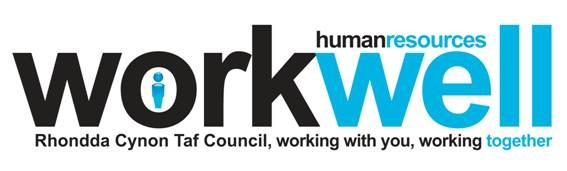 humanresources
workwell
Rhondda Cynon Taf Council, working with you, working together